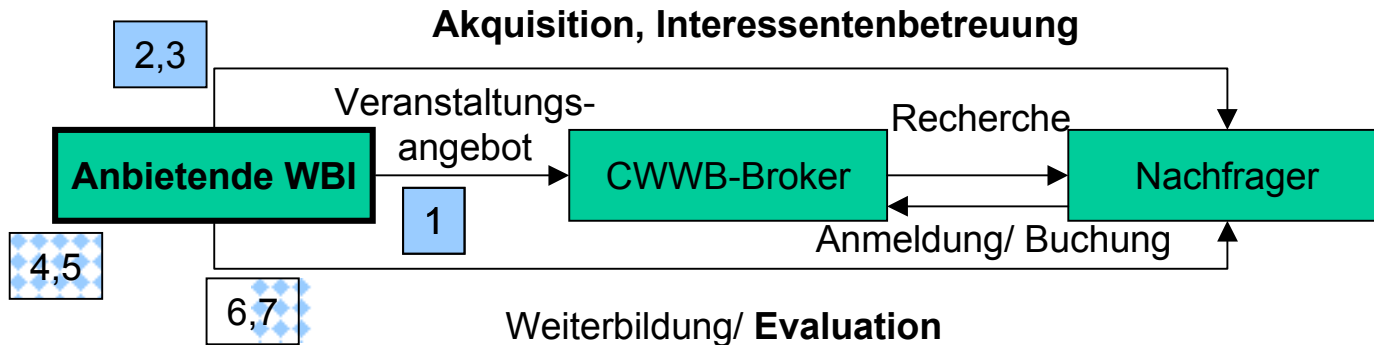 Akquisition, Interessentenbetreuung
2,3
Veranstaltungs-
angebot
Recherche
Anbietende WBI
CWWB-Broker
Nachfrager
1
Anmeldung/ Buchung
4,5
6,7
Weiterbildung/ Evaluation